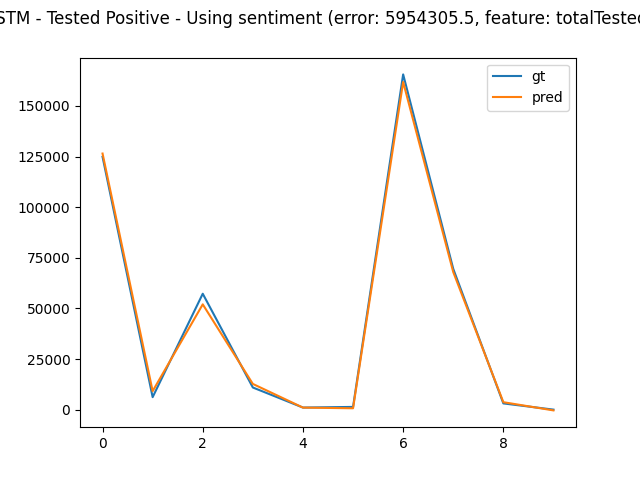 STM - Tested Positive - Using sentiment (error: 5954305.5, feature: totalTested
gt
pred
150000
125000
100000
75000
50000
25000
0
0 2 4 6 8